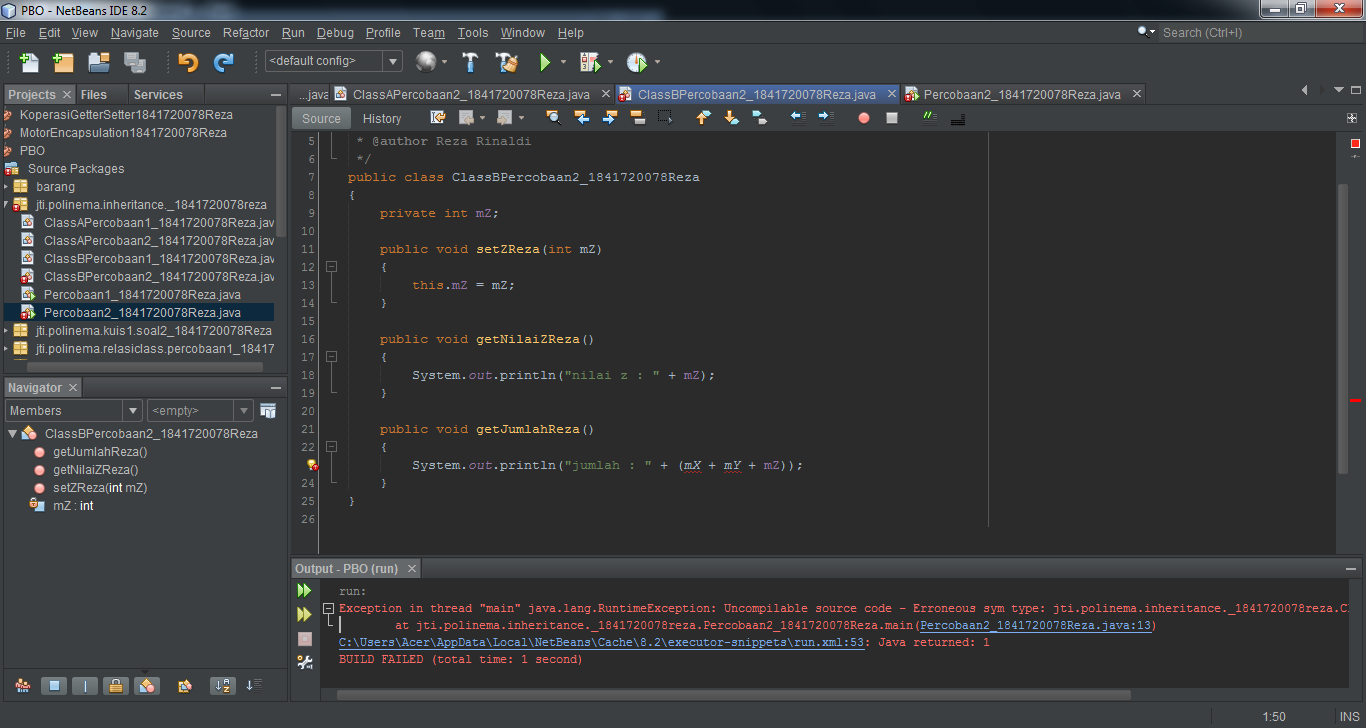 PBO - NetBeans IDE 8.2
File Edit View Navigate Source Refactor Run Debug Profile Team Tools Window Help
Search (Ctrl+I)
<default config>
Projects Files Services
KoperasiGetterSetter1841720078Reza
MotorEncapsulation1841720078Reza
PBO
Source Packages
barang
jti.polinema.inheritance._1841720078reza
ClassAPercobaan1_1841720078Reza.jav
ClassAPercobaan2_1841720078Reza.jav
ClassBPercobaan1_1841720078Reza.jav
ClassBPercobaan2_1841720078Reza.jav
Percobaan1_1841720078Reza.java
Percobaan2_1841720078Reza.java
jti.polinema.kuis1.soal2_1841720078Reza
jti.polinema.relasiclass.percobaan1_18417
Navigator
Members <empty>
ClassBPercobaan2_1841720078Reza
getJumlahReza()
getNilaiZReza()
setZReza(int mZ)
mZ : int
...java ClassAPercobaan2_1841720078Reza.java ClassBPercobaan2_1841720078Reza.java Percobaan2_1841720078Reza.java
Source History
5 * @author Reza Rinaldi
6 */
7 public class ClassBPercobaan2_1841720078Reza
8 {
9 private int mZ;
10
11 public void setZReza(int mZ)
12 {
13 this.mZ = mZ;
14 }
15
16 public void getNilaiZReza()
17 {
18 System.out.println("nilai z : " + mZ);
19 }
20
21 public void getJumlahReza()
22 {
System.out.println("jumlah : " + (mX + mY + mZ));
24 }
25 }
26
Output - PBO (run)
run:
Exception in thread "main" java.lang.RuntimeException: Uncompilable source code - Erroneous sym type: jti.polinema.inheritance._1841720078reza.Cl
at jti.polinema.inheritance._1841720078reza.Percobaan2_1841720078Reza.main(Percobaan2_1841720078Reza.java:13)
C:\Users\Acer\AppData\Local\NetBeans\Cache\8.2\executor-snippets\run.xml:53: Java returned: 1
BUILD FAILED (total time: 1 second)
1:50 INS